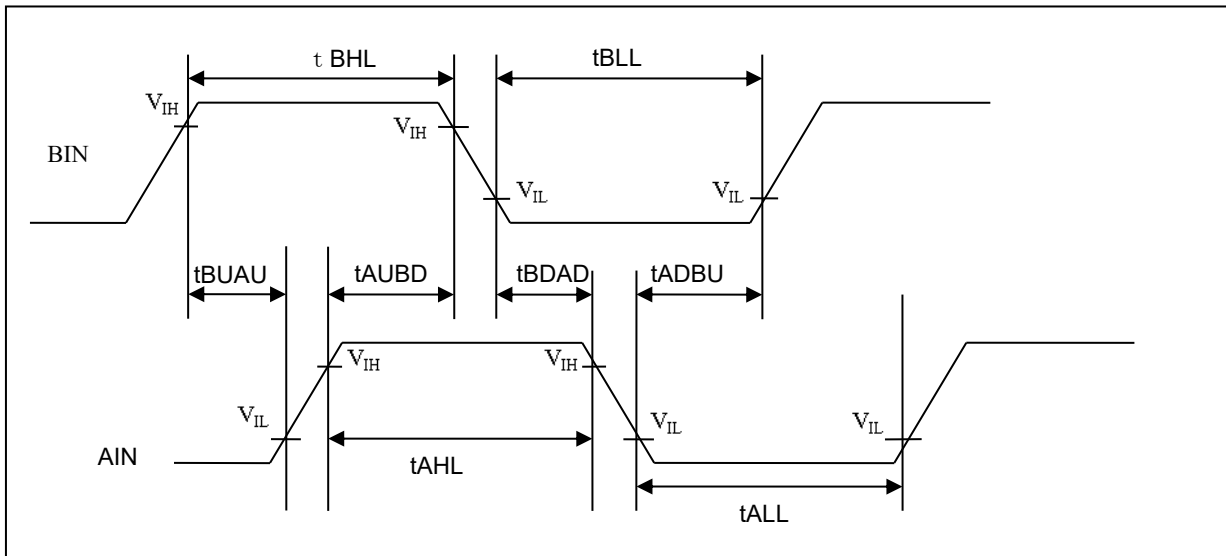 t BHL tBLL
VIH VIH
BIN
VIL VIL
tBUAU tAUBD tBDAD tADBU
VIH VIH
VIL VIL VIL
AIN
tAHL
tALL